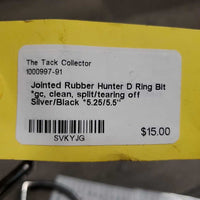 The Tack Collector
1000997-91
Jointed Rubber Hunter D Ring Bit
*gc, clean, split/tearing off
Silver/Black *5.25/5.5"
$15.00
SVKYJG